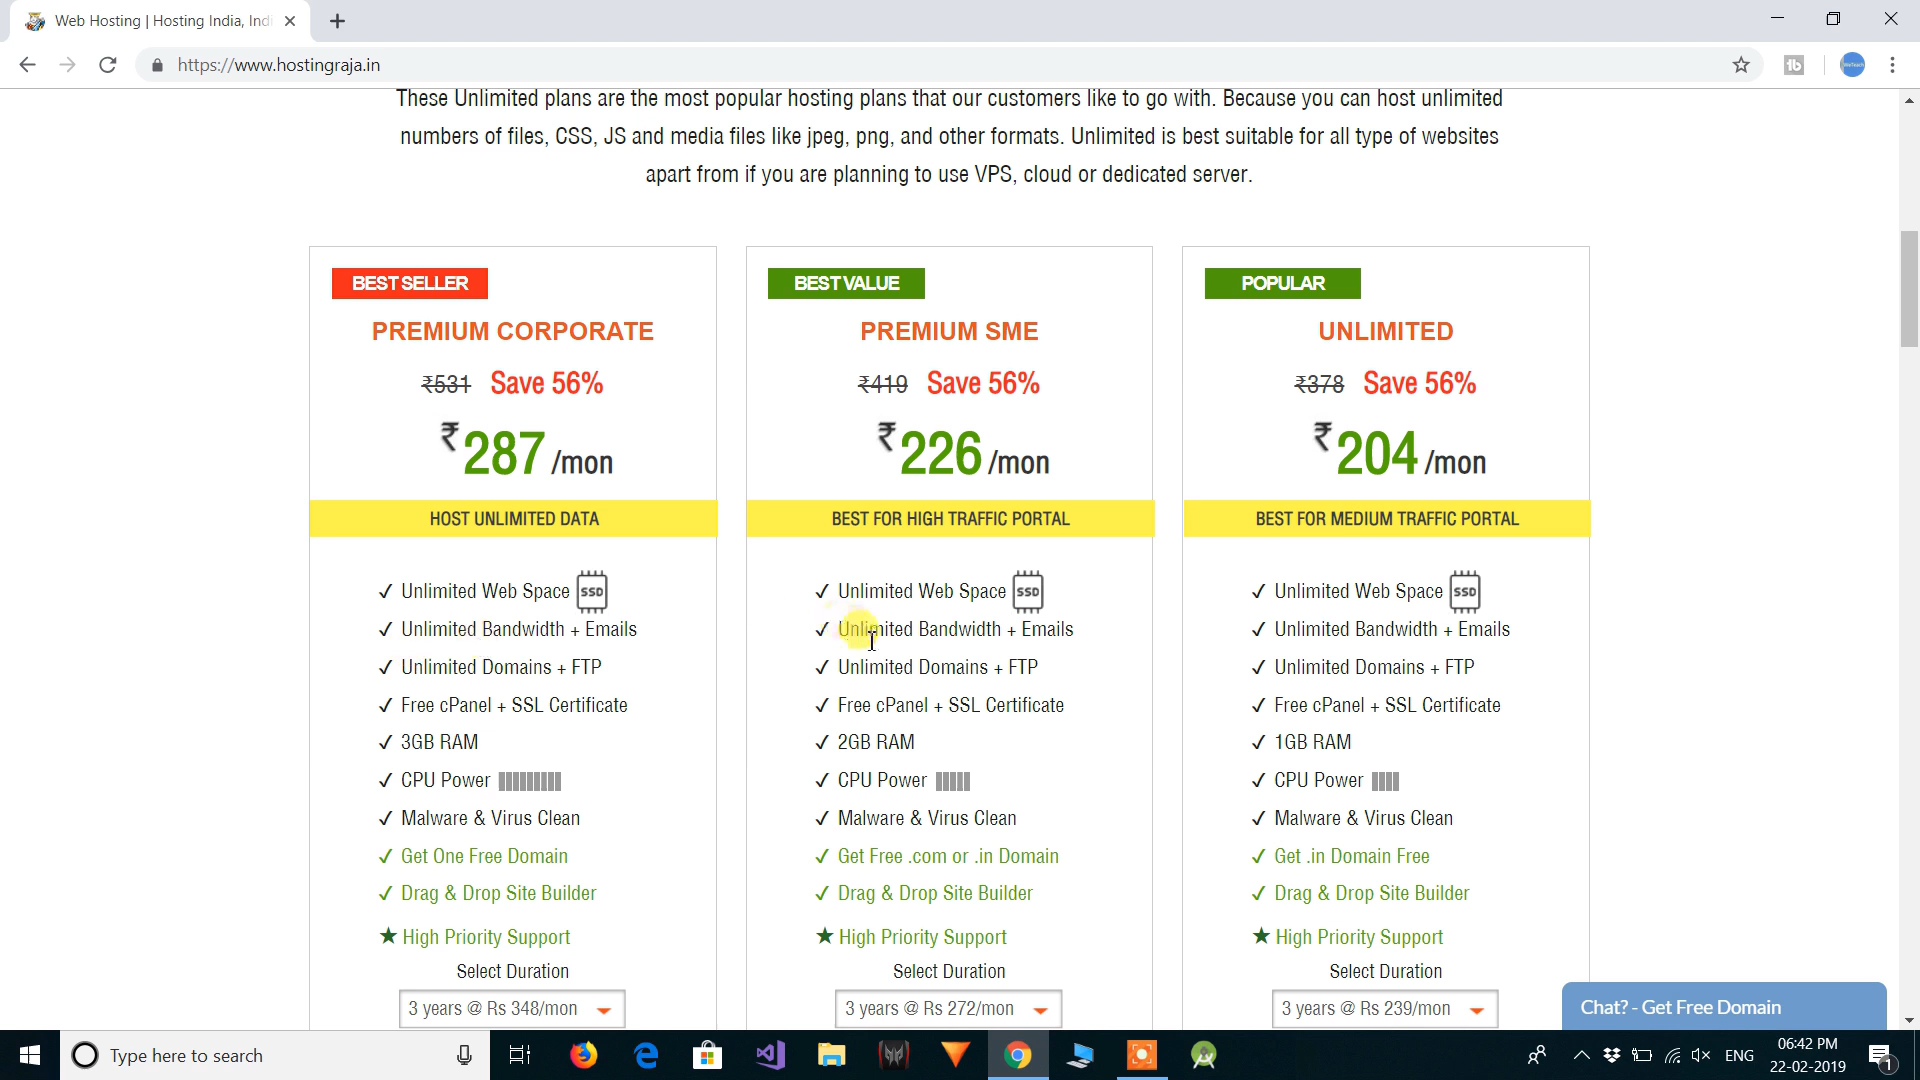 Web Hosting | Hosting India, Indi
https://www.hostingraja.in
These Unlimited plans are the most popular hosting plans that our customers like to go with. Because you can host unlimited
numbers of files, CSS, JS and media files like jpeg, png, and other formats. Unlimited is best suitable for all type of websites
apart from if you are planning to use VPS, cloud or dedicated server.
BEST SELLER
PREMIUM CORPORATE
₹531 Save 56%
₹287 /mon
HOST UNLIMITED DATA
✓ Unlimited Web Space SSD
✓ Unlimited Bandwidth + Emails
✓ Unlimited Domains + FTP
✓ Free cPanel + SSL Certificate
✓ 3GB RAM
✓ CPU Power
✓ Malware & Virus Clean
✓ Get One Free Domain
✓ Drag & Drop Site Builder
★ High Priority Support
Select Duration
3 years @ Rs 348/mon
BEST VALUE
PREMIUM SME
₹419 Save 56%
₹226 /mon
BEST FOR HIGH TRAFFIC PORTAL
✓ Unlimited Web Space SSD
✓ Unlimited Bandwidth + Emails
✓ Unlimited Domains + FTP
✓ Free cPanel + SSL Certificate
✓ 2GB RAM
✓ CPU Power
✓ Malware & Virus Clean
✓ Get Free .com or .in Domain
✓ Drag & Drop Site Builder
★ High Priority Support
Select Duration
3 years @ Rs 272/mon
POPULAR
UNLIMITED
₹378 Save 56%
₹204 /mon
BEST FOR MEDIUM TRAFFIC PORTAL
✓ Unlimited Web Space SSD
✓ Unlimited Bandwidth + Emails
✓ Unlimited Domains + FTP
✓ Free cPanel + SSL Certificate
✓ 1GB RAM
✓ CPU Power
✓ Malware & Virus Clean
✓ Get .in Domain Free
✓ Drag & Drop Site Builder
★ High Priority Support
Select Duration
3 years @ Rs 239/mon
Chat? - Get Free Domain
Type here to search
ENG
06:42 PM
22-02-2019
1